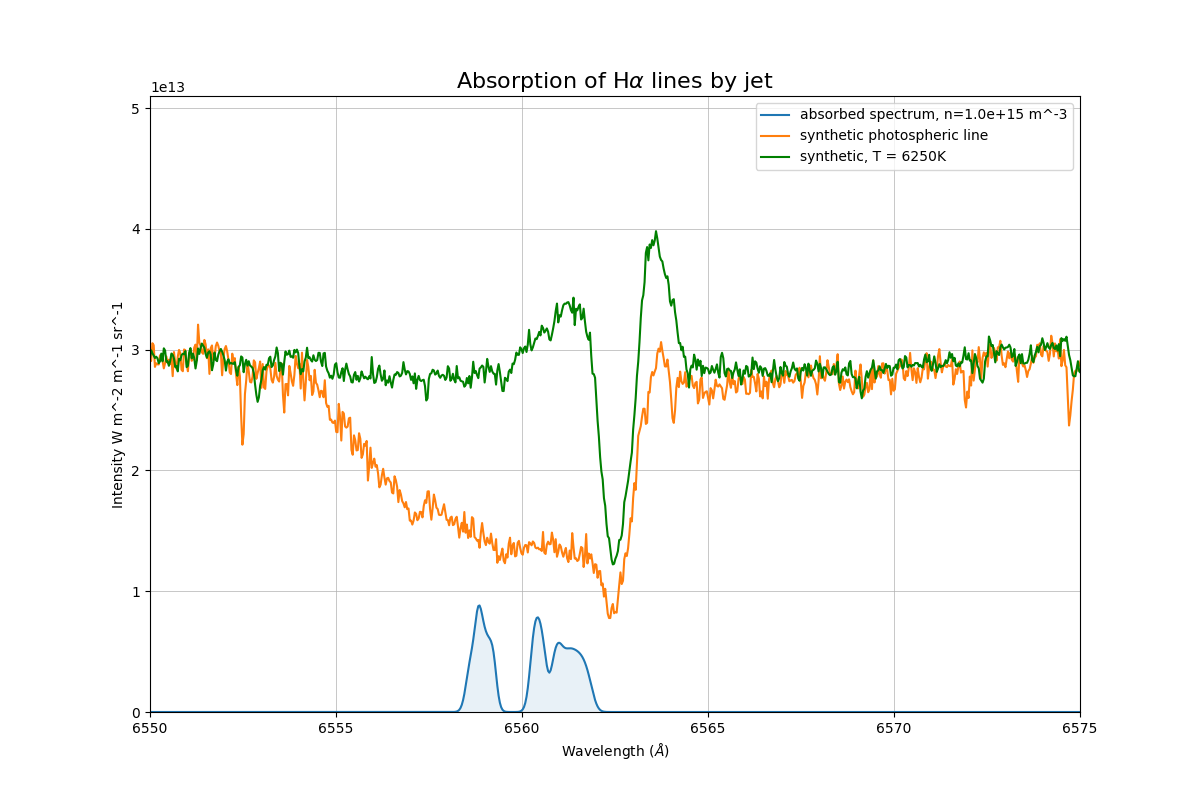 Absorption of Hα lines by jet
1e13
absorbed spectrum, n=1.0e+15 m^-3
synthetic photospheric line
synthetic, T = 6250K
5
4
3
2
1
0
Intensity W m^-2 m^-1 sr^-1
6550 6555 6560 6565 6570 6575
Wavelength (Å)